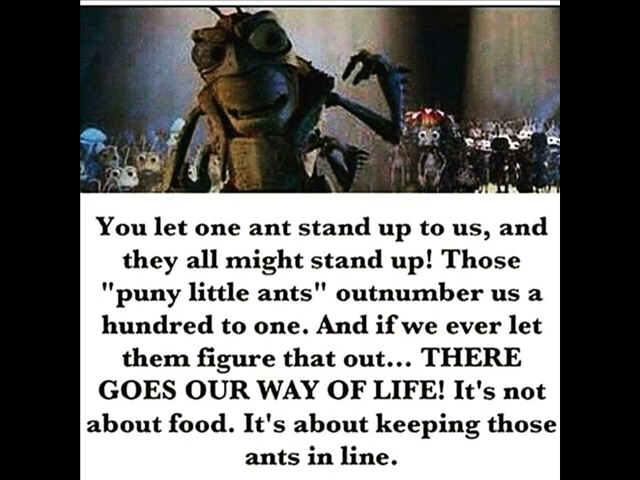 You let one ant stand up to us, and
they all might stand up! Those
"puny little ants" outnumber us a
hundred to one. And if we ever let
them figure that out... THERE
GOES OUR WAY OF LIFE! It's not
about food. It's about keeping those
ants in line.